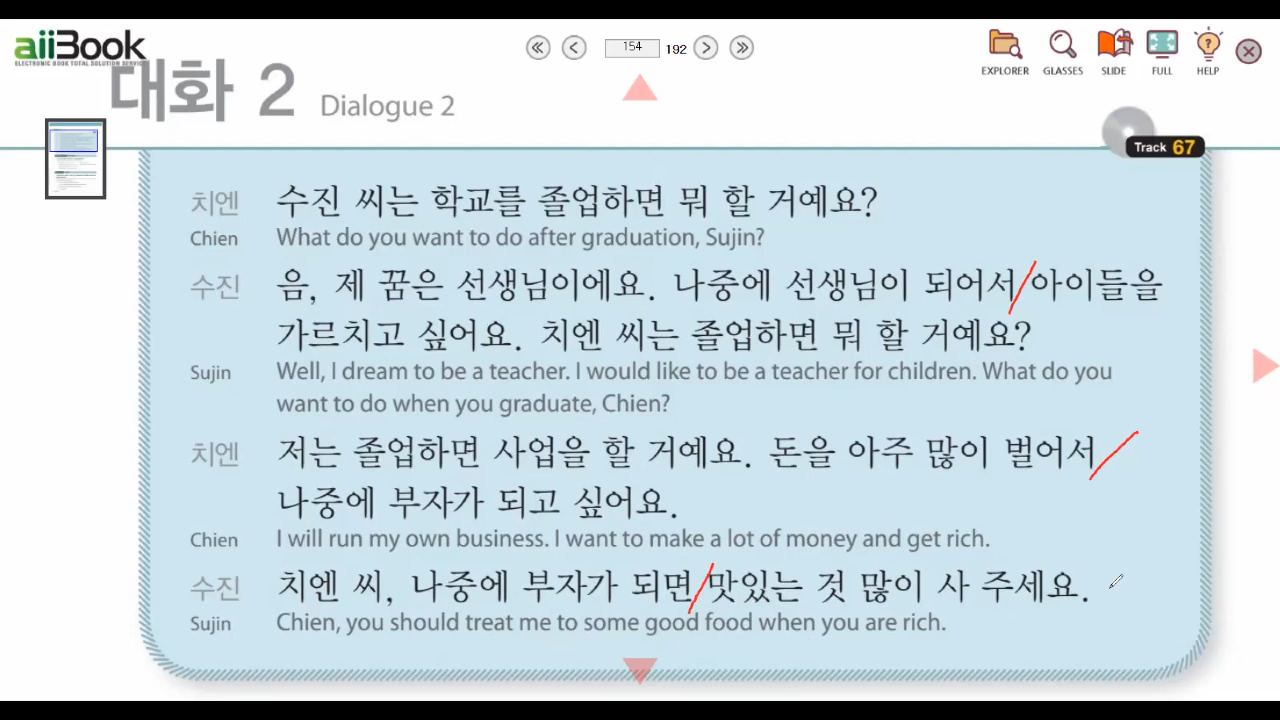 aiiBook
ELECTRONIC BOOK TOTAL SOLUTION SERVICE
154 192
EXPLORER GLASSES SLIDE FULL HELP
대화 2 Dialogue 2
Track 67
치엔 수진 씨는 학교를 졸업하면 뭐 할 거예요?
Chien What do you want to do after graduation, Sujin?
수진 음, 제 꿈은 선생님이에요. 나중에 선생님이 되어서 아이들을
가르치고 싶어요. 치엔 씨는 졸업하면 뭐 할 거예요?
Sujin Well, I dream to be a teacher. I would like to be a teacher for children. What do you
want to do when you graduate, Chien?
치엔 저는 졸업하면 사업을 할 거예요. 돈을 아주 많이 벌어서
나중에 부자가 되고 싶어요.
Chien I will run my own business. I want to make a lot of money and get rich.
수진 치엔 씨, 나중에 부자가 되면 맛있는 것 많이 사 주세요.
Sujin Chien, you should treat me to some good food when you are rich.